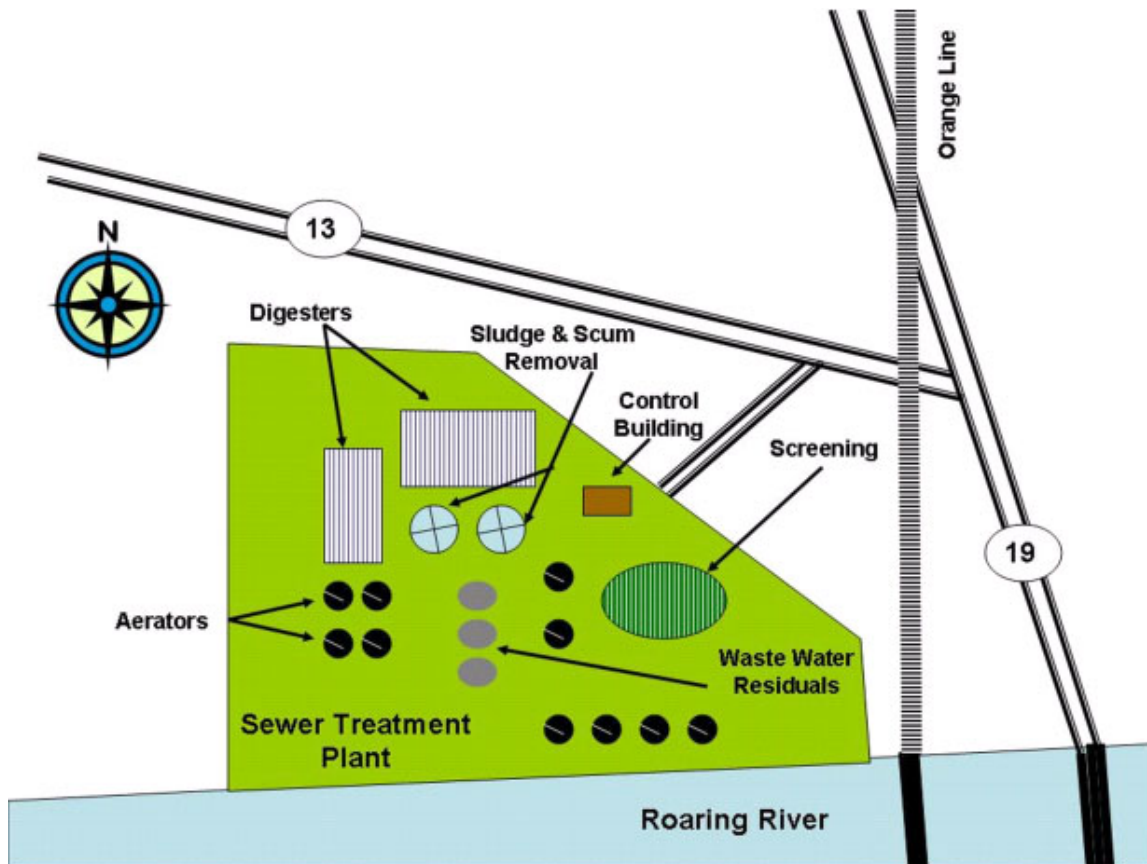 Orange Line
13
N
Digesters
Sludge & Scum
Removal
Control
Building
Screening
19
Aerators
Waste Water
Residuals
Sewer Treatment
Plant
Roaring River